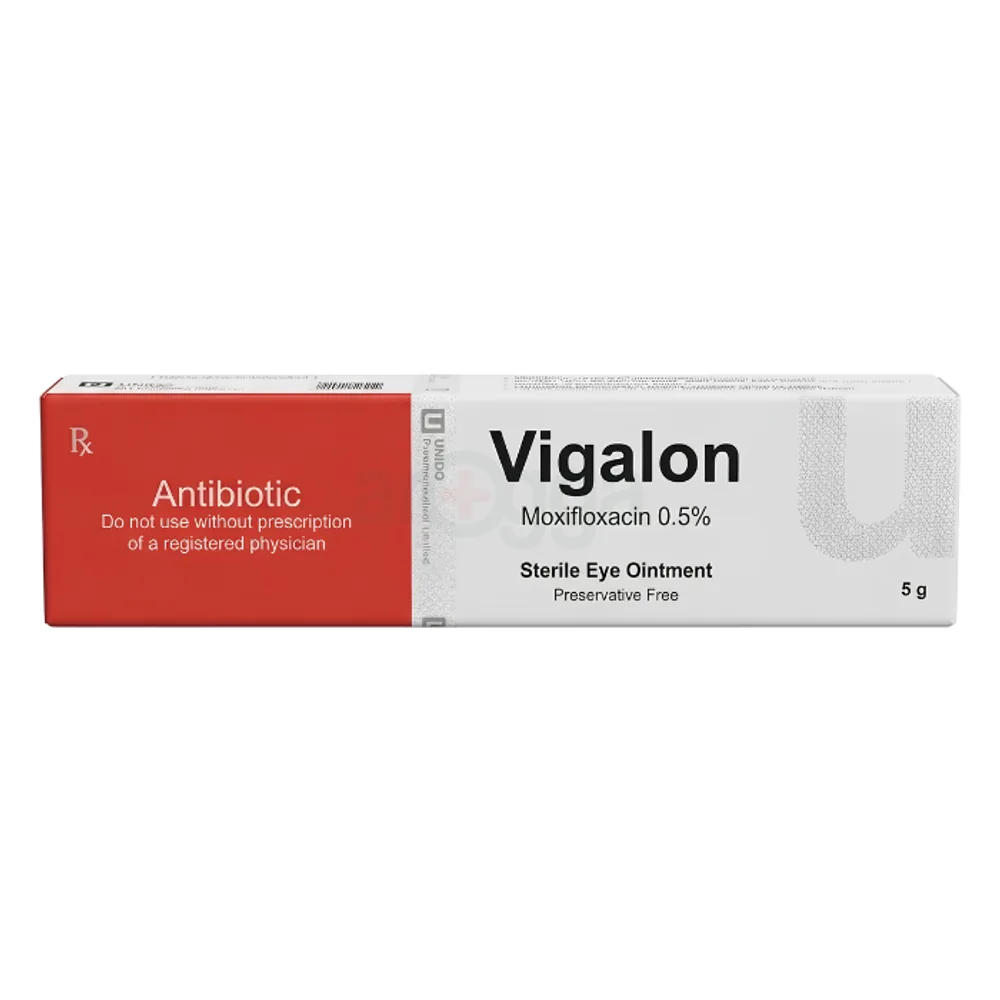 Rx
Antibiotic
Do not use without prescription
of a registered physician
UNIDO
Vigalon
Moxifloxacin 0.5%
Sterile Eye Ointment
Preservative Free
5 g